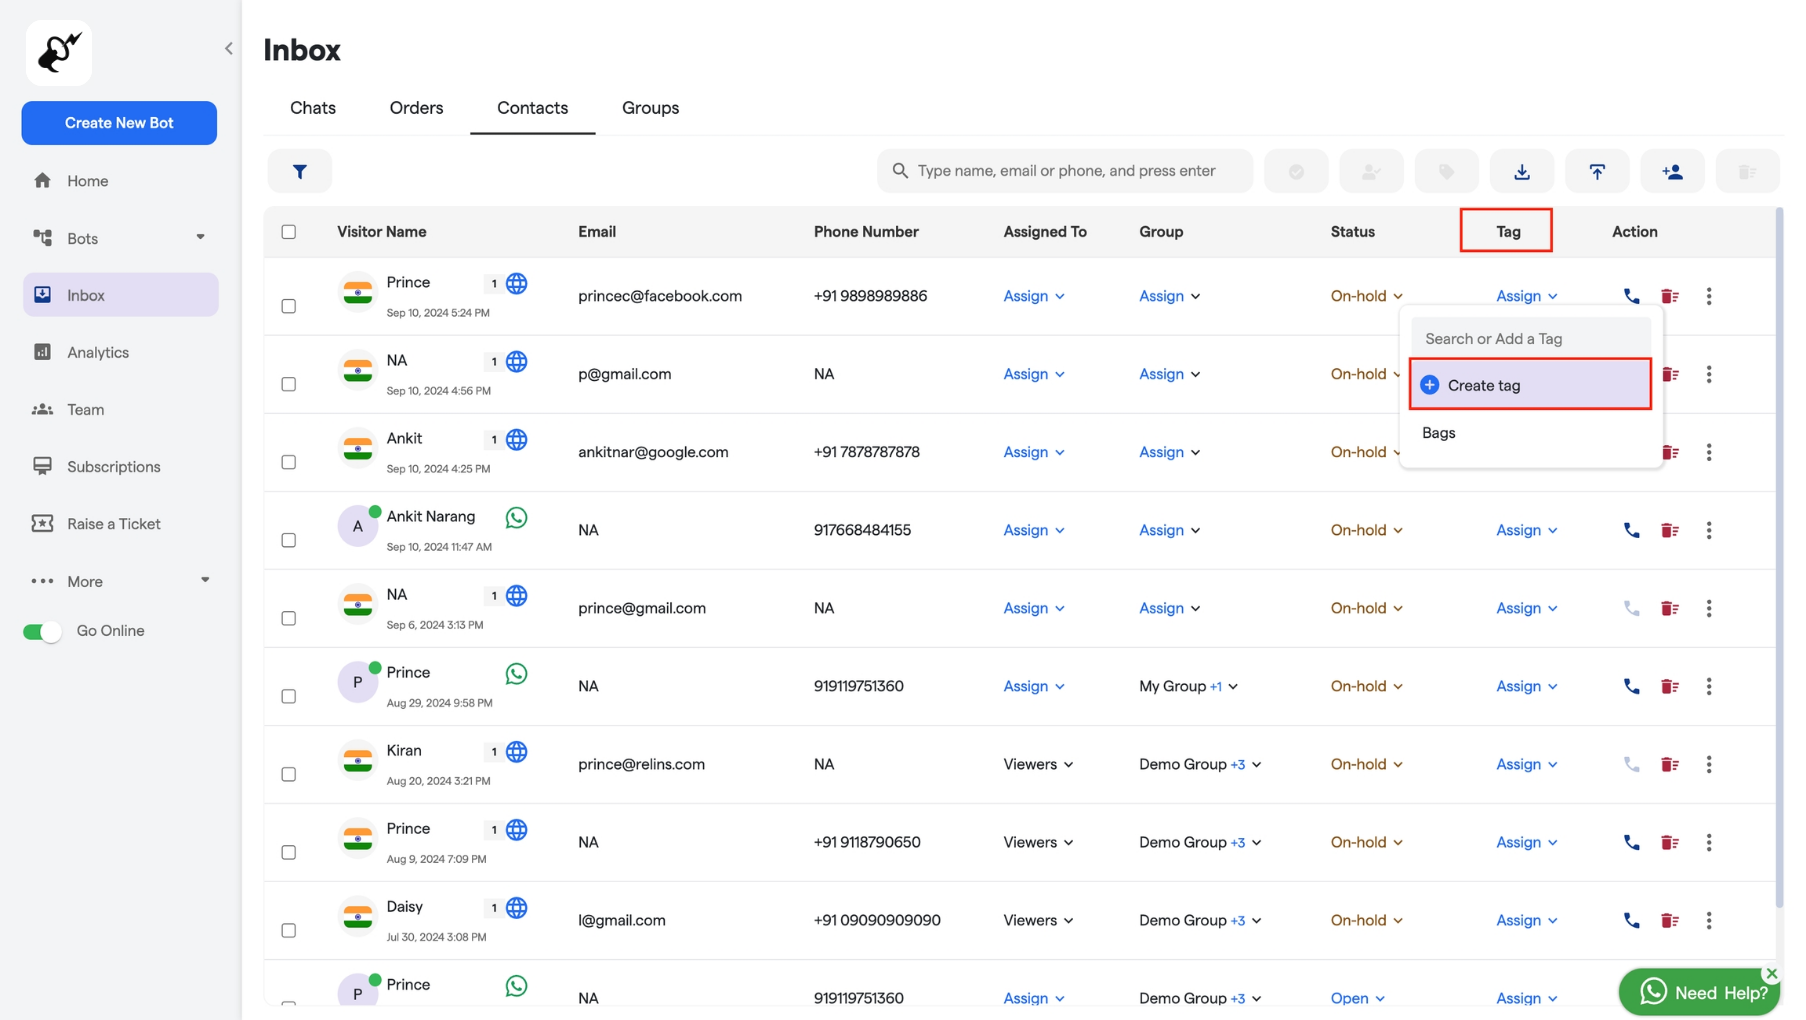 Create New Bot
Home
Bots
Inbox
Analytics
Team
Subscriptions
Raise a Ticket
More
Go Online
Inbox
Chats Orders Contacts Groups
Type name, email or phone, and press enter
Visitor Name Email Phone Number Assigned To Group Status Tag Action
Prince 1
Sep 10, 2024 5:24 PM
princec@facebook.com +91 9898989886 Assign Assign On-hold Assign
Search or Add a Tag
Create tag
Bags
NA 1
Sep 10, 2024 4:56 PM
p@gmail.com NA Assign Assign On-hold
Ankit 1
Sep 10, 2024 4:25 PM
ankitnar@google.com +91 7878787878 Assign Assign On-hold
A
Ankit Narang
Sep 10, 2024 11:47 AM
NA 917668484155 Assign Assign On-hold Assign
NA 1
Sep 6, 2024 3:13 PM
prince@gmail.com NA Assign Assign On-hold Assign
P
Prince
Aug 29, 2024 9:58 PM
NA 919119751360 Assign My Group +1 On-hold Assign
Kiran 1
Aug 20, 2024 3:21 PM
prince@relins.com NA Viewers Demo Group +3 On-hold Assign
Prince 1
Aug 9, 2024 7:09 PM
NA +91 9118790650 Viewers Demo Group +3 On-hold Assign
Daisy 1
Jul 30, 2024 3:08 PM
l@gmail.com +91 09090909090 Viewers Demo Group +3 On-hold Assign
P
Prince
NA 919119751360 Assign Demo Group +3 Open Assign
Need Help?